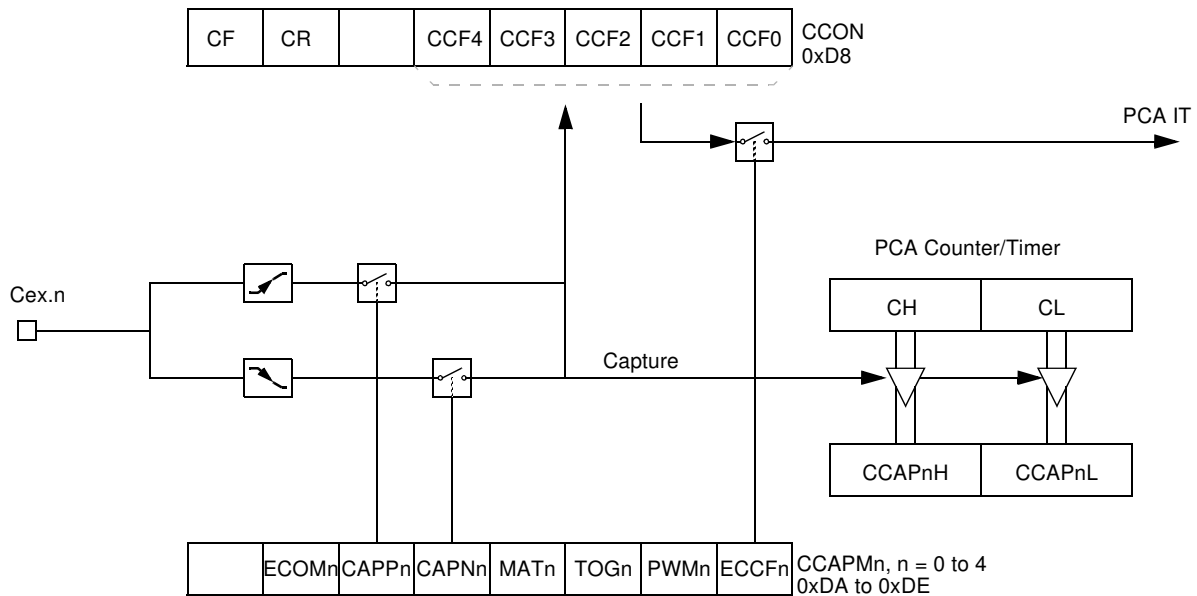 CF CR CCF4 CCF3 CCF2 CCF1 CCF0 CCON
0xD8
PCA IT
PCA Counter/Timer
Cex.n
CH CL
Capture
CCAPnH CCAPnL
ECOMn CAPPn CAPNn MATn TOGn PWMn ECCFn CCAPMn, n = 0 to 4
0xDA to 0xDE